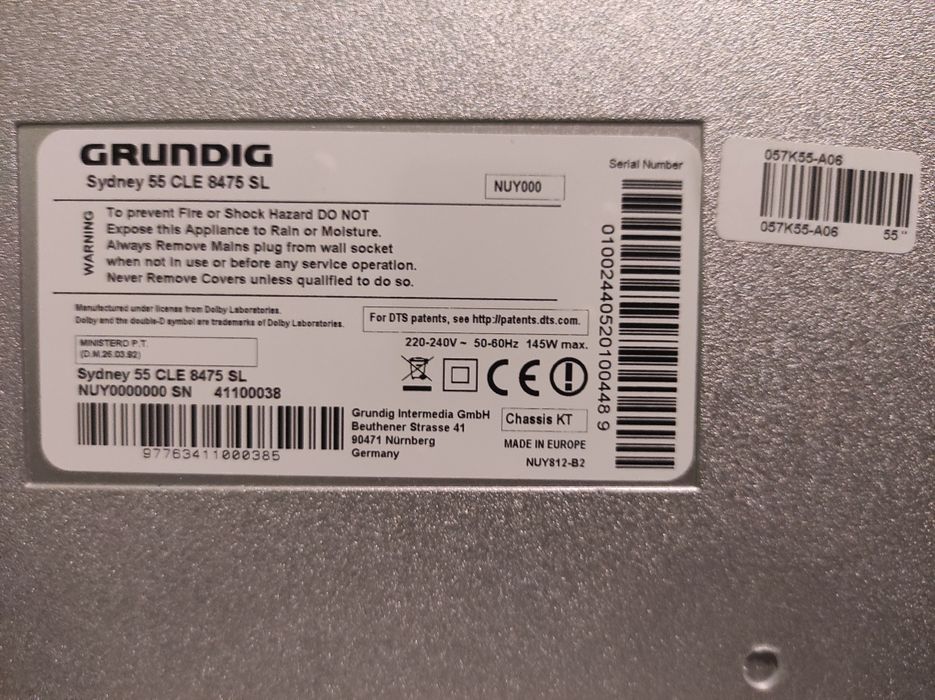 GRUNDIG
Sydney 55 CLE 8475 SL
NUY000
WARNING
To prevent Fire or Shock Hazard DO NOT
Expose this Appliance to Rain or Moisture.
Always Remove Mains plug from wall socket
when not in use or before any service operation.
Never Remove Covers unless qualified to do so.
Manufactured under license from Dolby Laboratories.
Dolby and the double-D symbol are trademarks of Dolby Laboratories.
For DTS patents, see http://patents.dts.com.
MINISTERO P.T.
(D.M.26.03.92)
220-240V ~ 50-60Hz 145W max.
Sydney 55 CLE 8475 SL
NUY0000000 SN 41100038
97763411000385
Grundig Intermedia GmbH
Beuthener Strasse 41
90471 Nürnberg
Germany
Chassis KT
MADE IN EUROPE
NUY812-B2
Serial Number
01002440520100448 9
057K55-A06
057K55-A06
55"